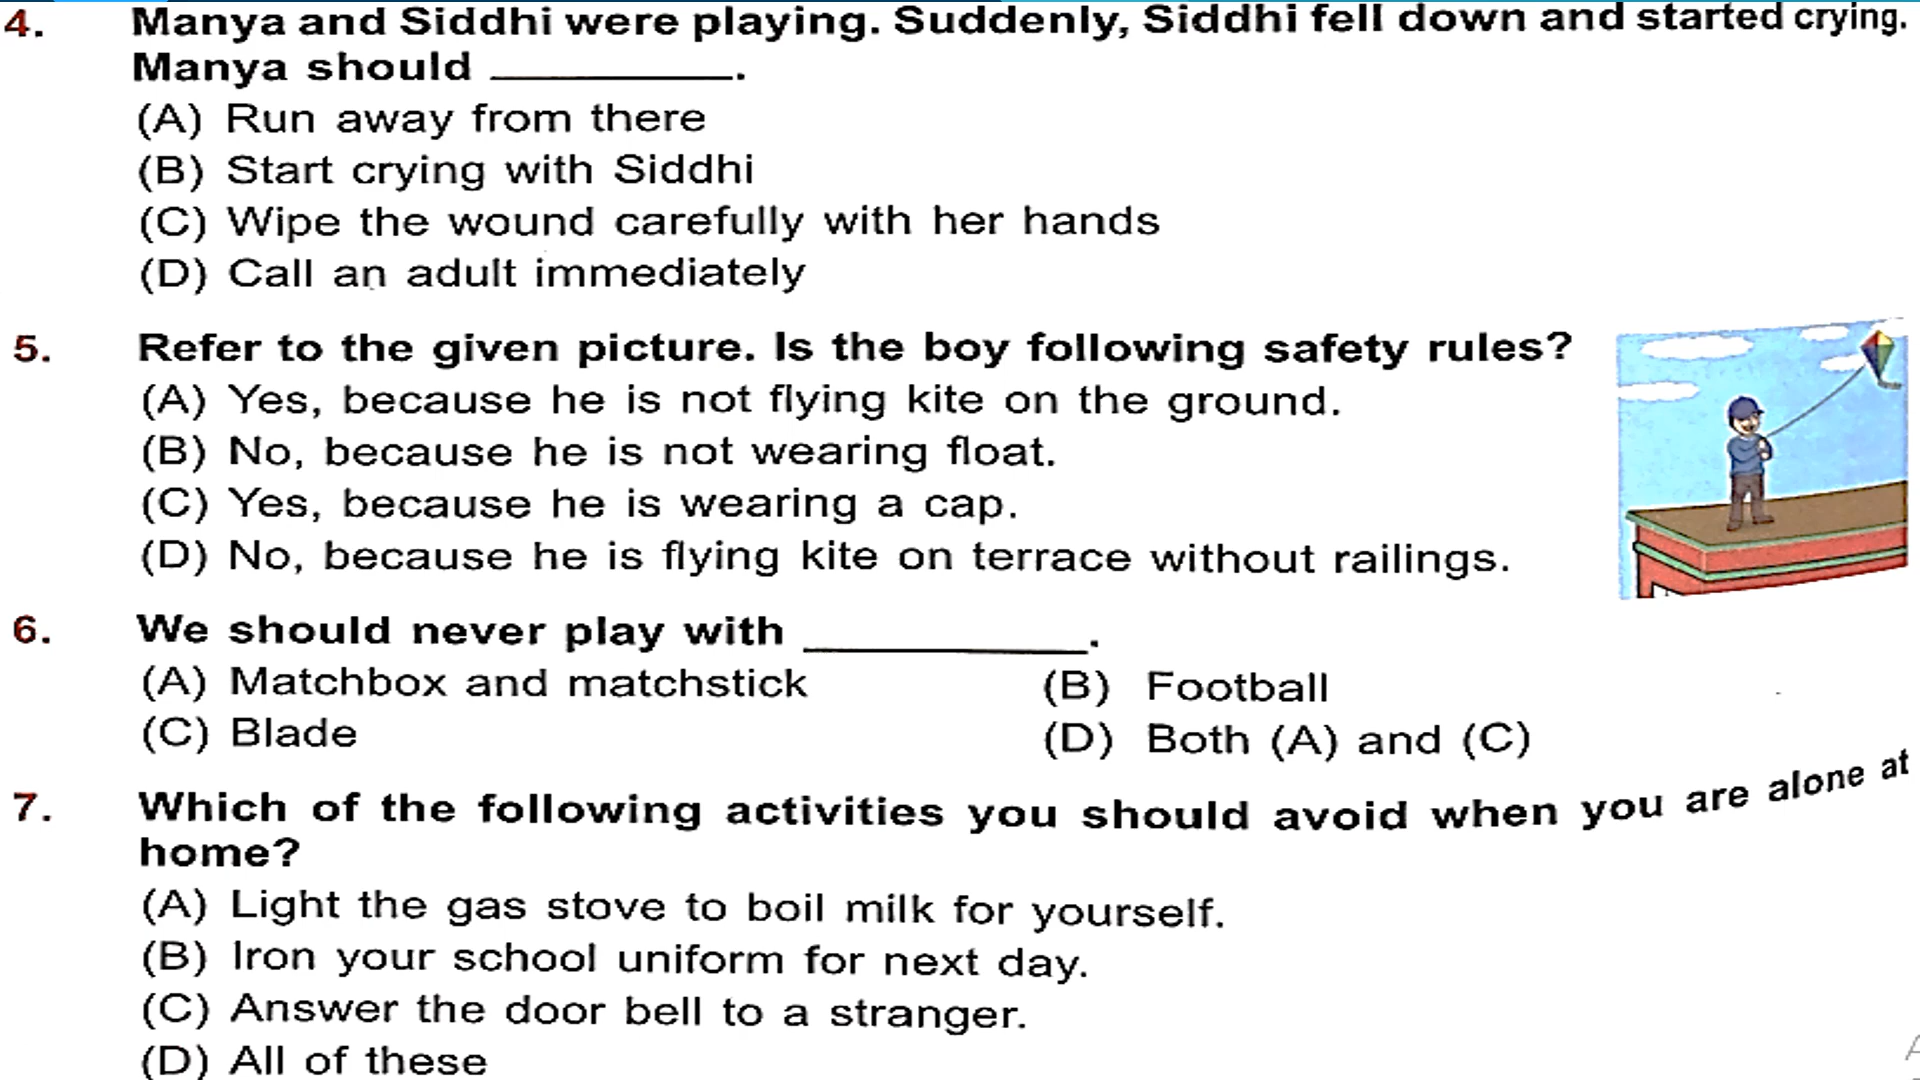 4. Manya and Siddhi were playing. Suddenly, Siddhi fell down and started crying.
Manya should __________.
(A) Run away from there
(B) Start crying with Siddhi
(C) Wipe the wound carefully with her hands
(D) Call an adult immediately
5. Refer to the given picture. Is the boy following safety rules?
(A) Yes, because he is not flying kite on the ground.
(B) No, because he is not wearing float.
(C) Yes, because he is wearing a cap.
(D) No, because he is flying kite on terrace without railings.
6. We should never play with ____________.
(A) Matchbox and matchstick (B) Football
(C) Blade (D) Both (A) and (C)
7. Which of the following activities you should avoid when you are alone at
home?
(A) Light the gas stove to boil milk for yourself.
(B) Iron your school uniform for next day.
(C) Answer the door bell to a stranger.
(D) All of these